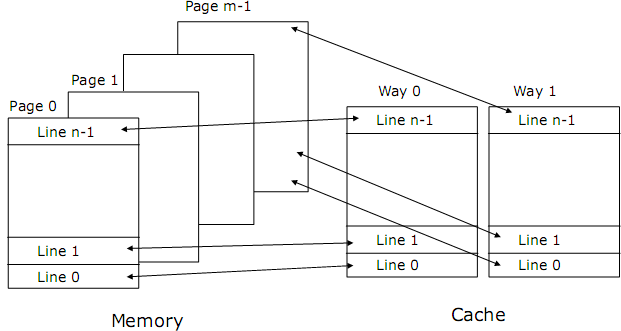 Page m-1
Page 1
Page 0
Line n-1
Line 1
Line 0
Memory
Way 0
Way 1
Line n-1
Line n-1
Line 1
Line 1
Line 0
Line 0
Cache